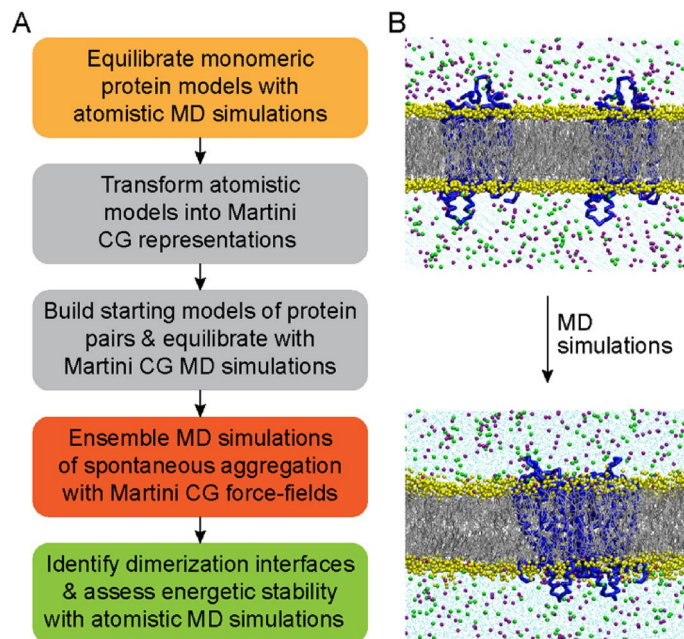 A
Equilibrate monomeric
protein models with
atomistic MD simulations
Transform atomistic
models into Martini
CG representations
Build starting models of protein
pairs & equilibrate with
Martini CG MD simulations
Ensemble MD simulations
of spontaneous aggregation
with Martini CG force-fields
Identify dimerization interfaces
& assess energetic stability
with atomistic MD simulations
B
MD
simulations